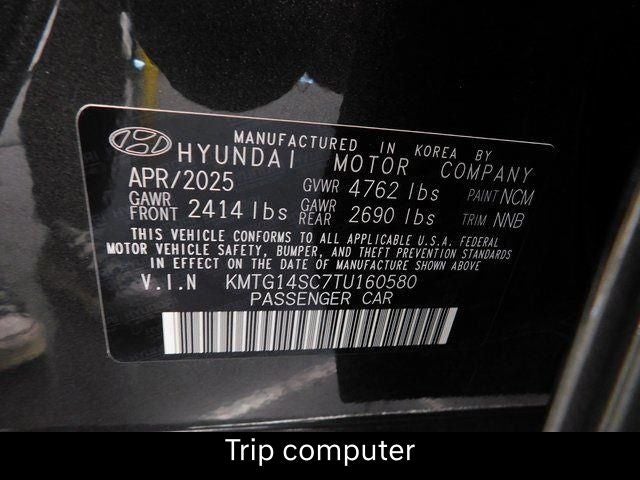 MANUFACTURED IN KOREA BY
HYUNDAI MOTOR COMPANY
APR/2025 GVWR 4762 lbs PAINT NCM
GAWR FRONT 2414 lbs GAWR REAR 2690 lbs TRIM NNB
THIS VEHICLE CONFORMS TO ALL APPLICABLE U.S.A. FEDERAL
MOTOR VEHICLE SAFETY, BUMPER, AND THEFT PREVENTION STANDARDS
IN EFFECT ON THE DATE OF MANUFACTURE SHOWN ABOVE
V.I.N KMTG14SC7TU160580
PASSENGER CAR
Trip computer